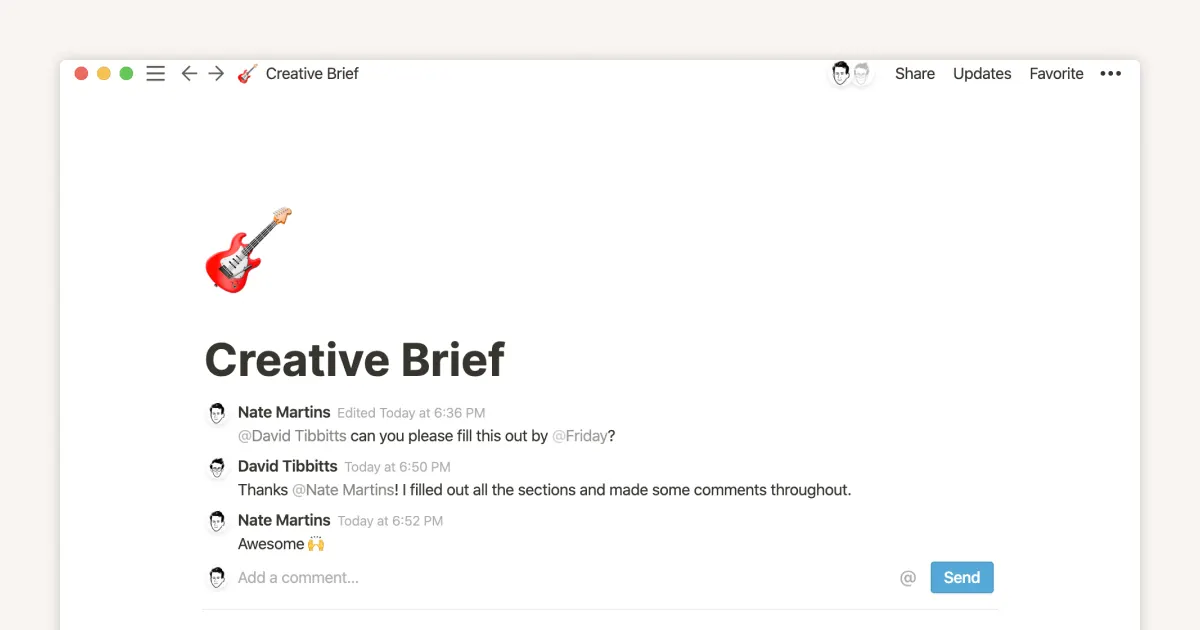 Creative Brief
Share Updates Favorite
Creative Brief
Nate Martins Edited Today at 6:36 PM
@David Tibbitts can you please fill this out by @Friday?
David Tibbitts Today at 6:50 PM
Thanks @Nate Martins! I filled out all the sections and made some comments throughout.
Nate Martins Today at 6:52 PM
Awesome 🙌
Add a comment...
@ Send